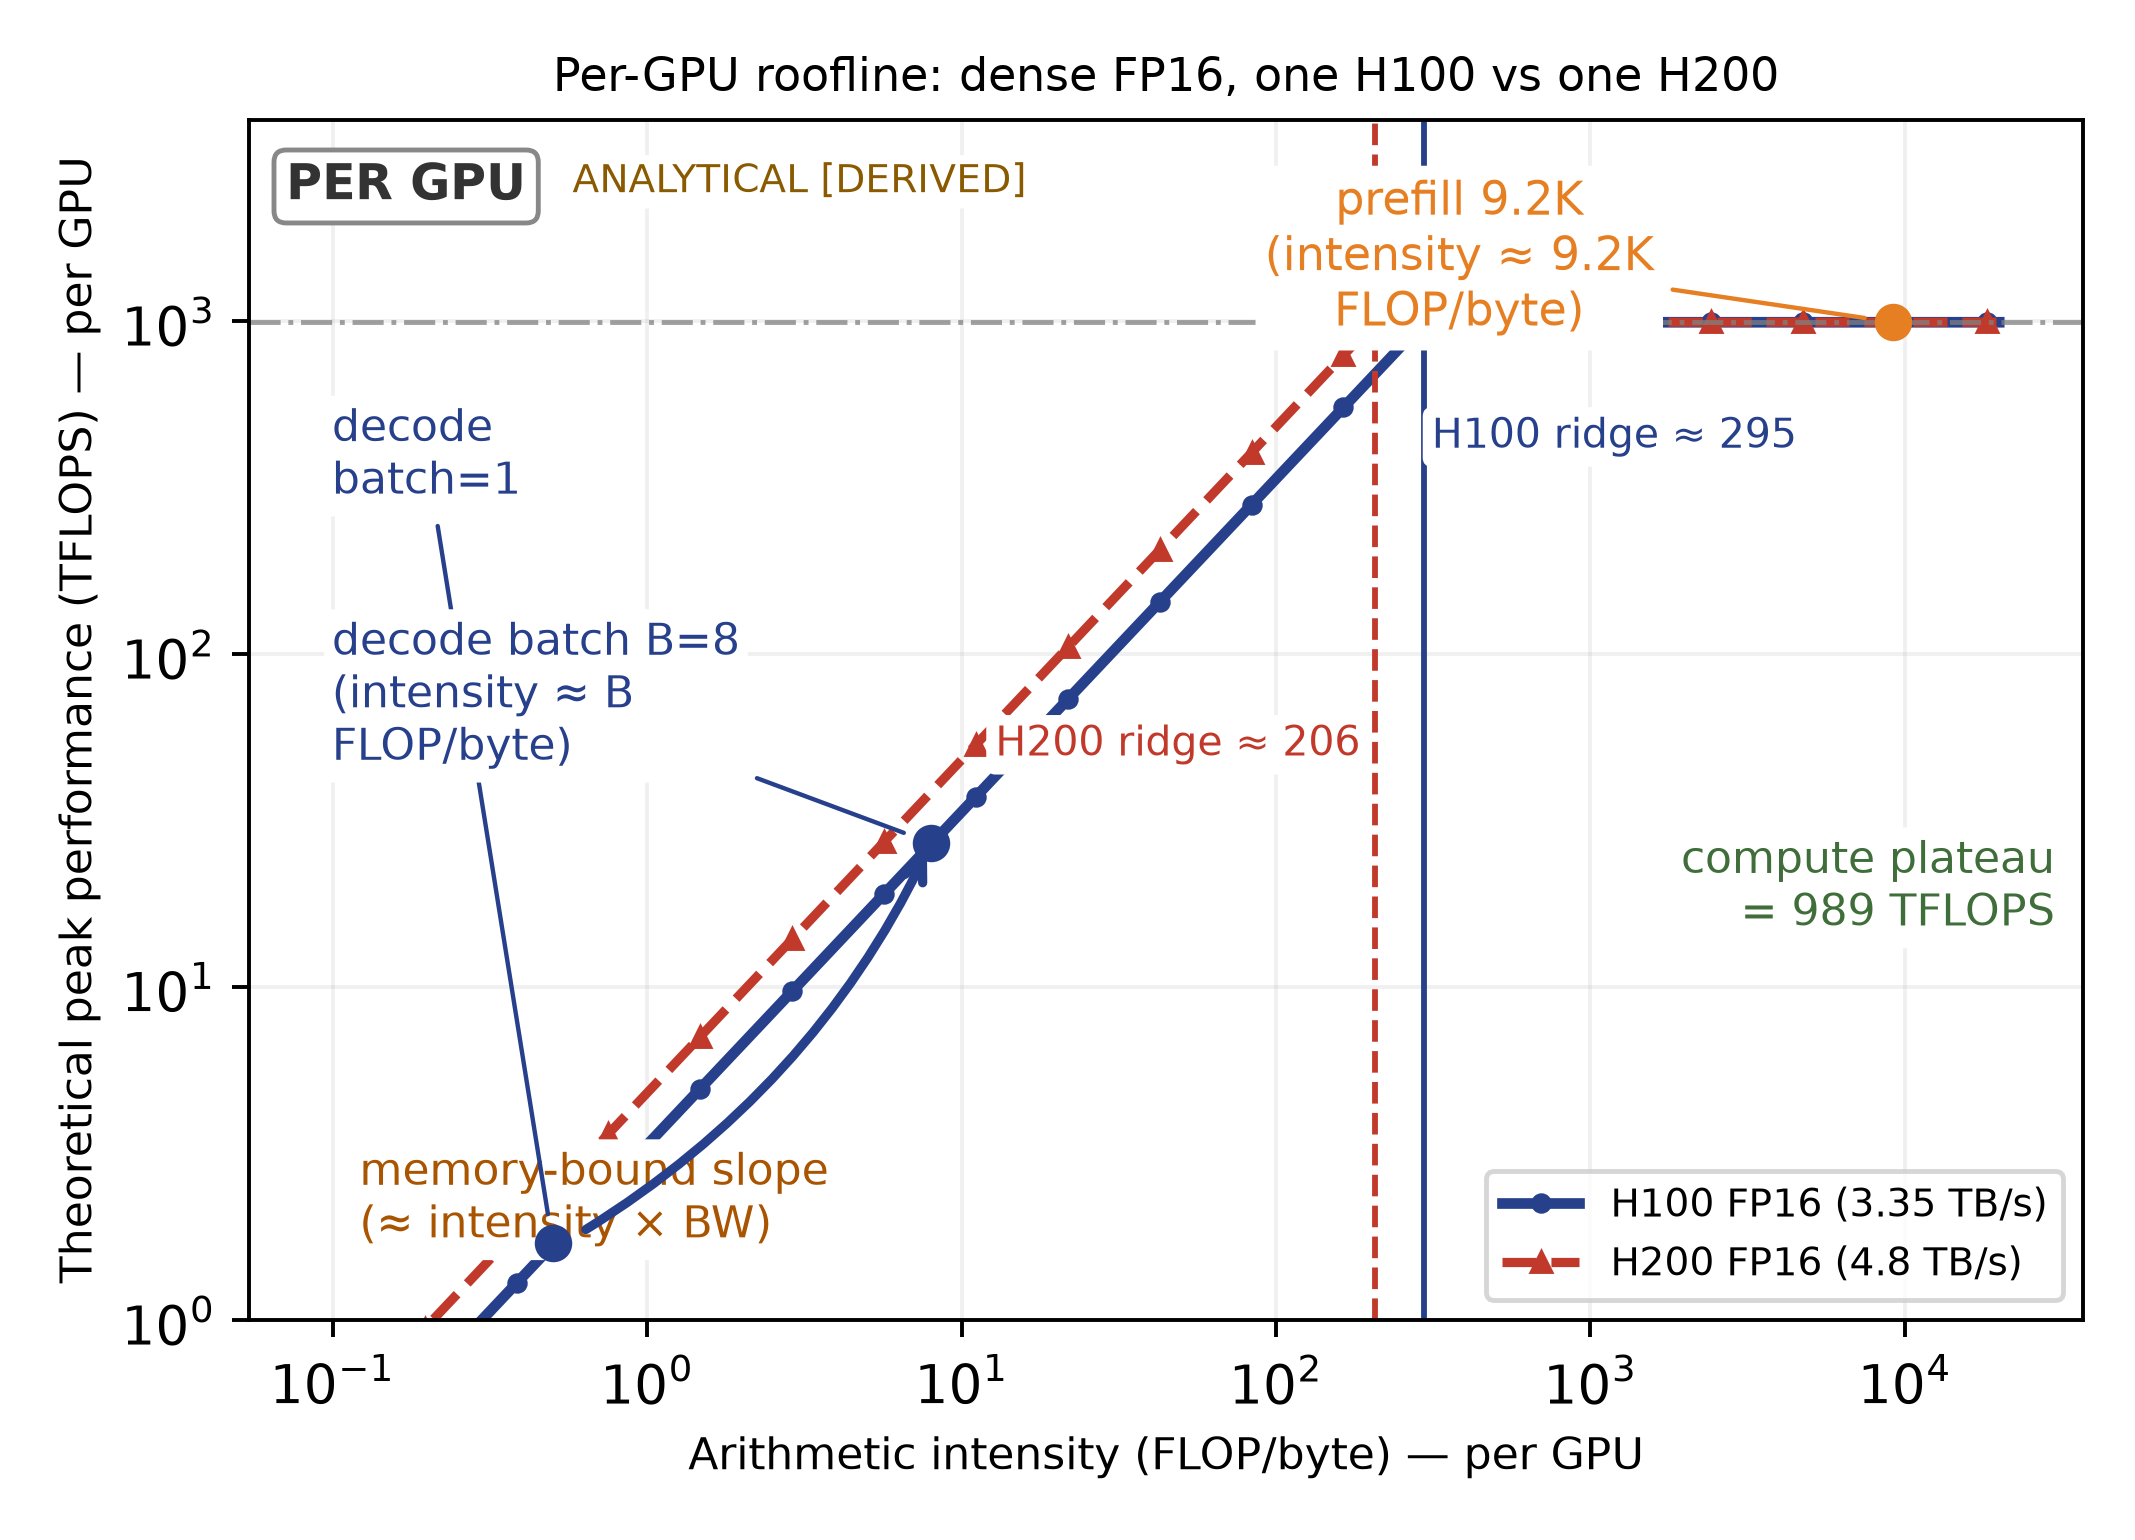 Per-GPU roofline: dense FP16, one H100 vs one H200
PER GPU
ANALYTICAL [DERIVED]
prefill 9.2K
(intensity ≈ 9.2K
FLOP/byte)
decode
batch=1
H100 ridge ≈ 295
decode batch B=8
(intensity ≈ B
FLOP/byte)
H200 ridge ≈ 206
compute plateau
= 989 TFLOPS
memory-bound slope
(≈ intensity × BW)
H100 FP16 (3.35 TB/s)
H200 FP16 (4.8 TB/s)
Theoretical peak performance (TFLOPS) — per GPU
10³
10²
10¹
10⁰
10⁻¹
10⁰
10¹
10²
10³
10⁴
Arithmetic intensity (FLOP/byte) — per GPU